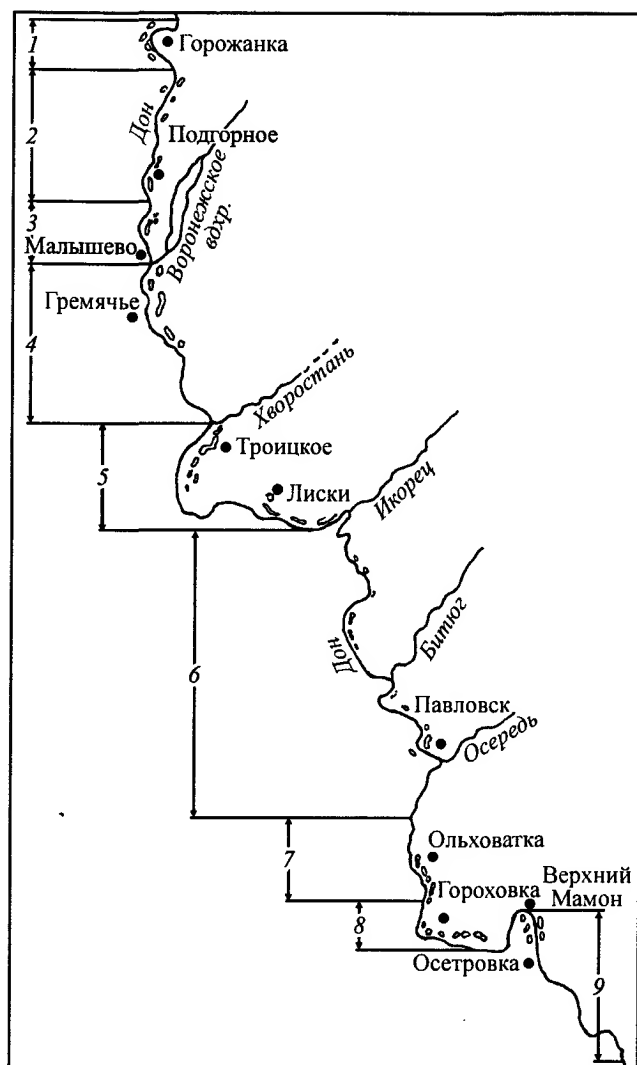 1
Горожанка
2
Дон
Подгорное
3
Воронежское
вдхр.
Малышево
Гремячье
4
Хворостань
5
Троицкое
Лиски
Икорец
6
Дон
Битюг
Павловск
Осередь
7
Ольховатка
Верхний
Мамон
Гороховка
8
Осетровка
9